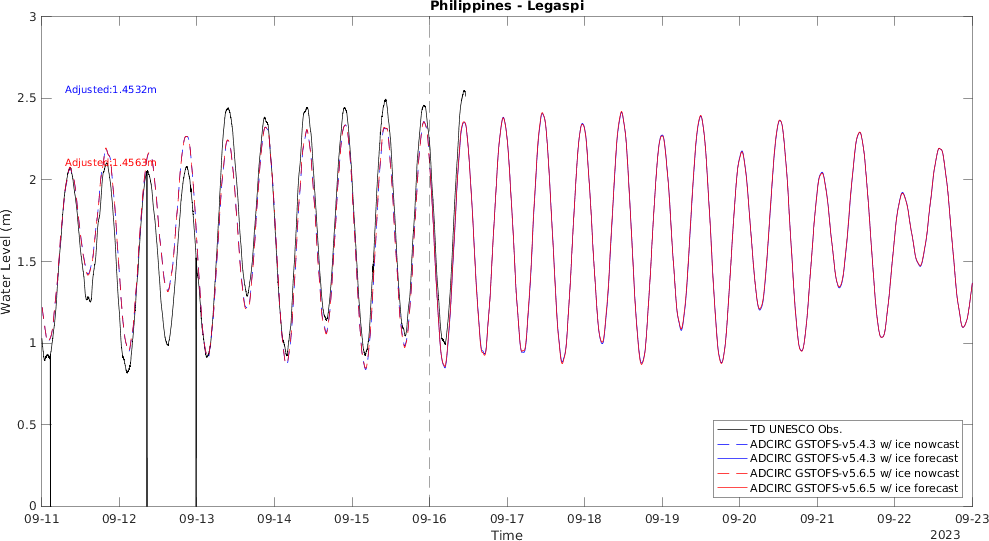 Philippines - Legaspi
3
2.5
2
1.5
1
0.5
0
Water Level (m)
Adjusted:1.4532m
Adjusted:1.4563m
TD UNESCO Obs.
ADCIRC GSTOFS-v5.4.3 w/ ice nowcast
ADCIRC GSTOFS-v5.4.3 w/ ice forecast
ADCIRC GSTOFS-v5.6.5 w/ ice nowcast
ADCIRC GSTOFS-v5.6.5 w/ ice forecast
09-11 09-12 09-13 09-14 09-15 09-16 09-17 09-18 09-19 09-20 09-21 09-22 09-23
Time
2023